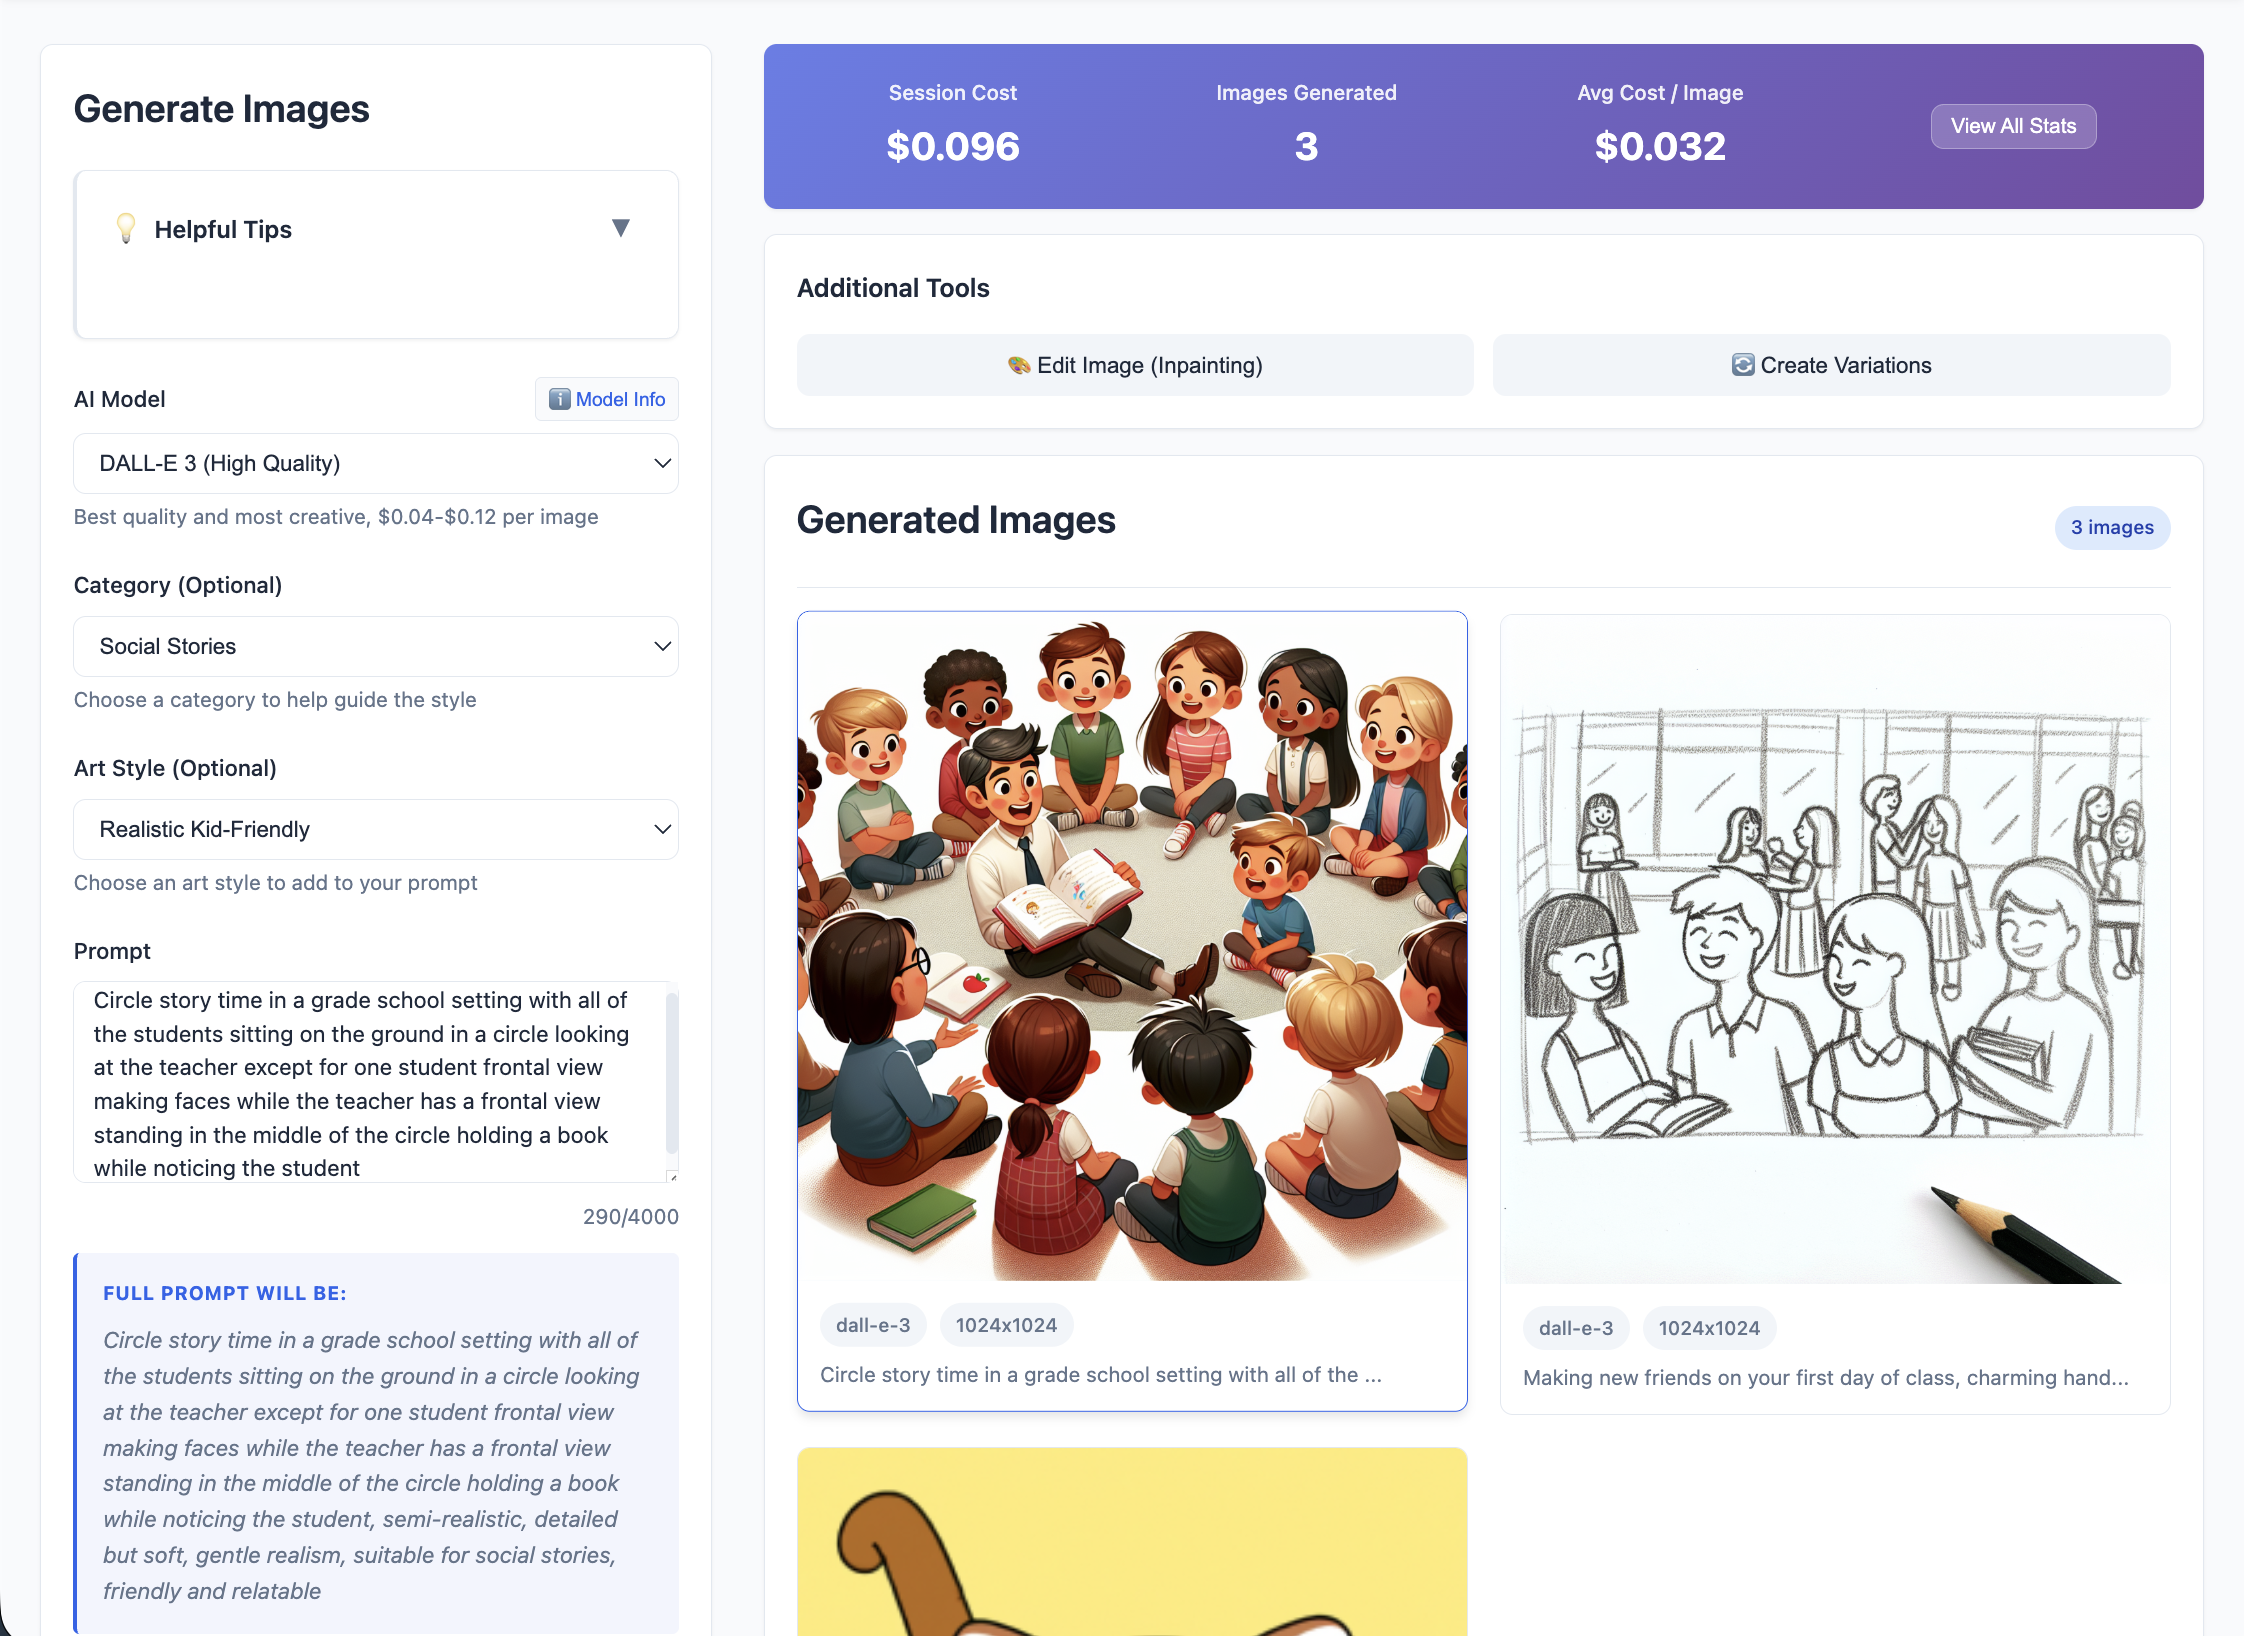 Generate Images
💡 Helpful Tips ▼
AI Model
ℹ️ Model Info
DALL-E 3 (High Quality)
Best quality and most creative, $0.04-$0.12 per image
Category (Optional)
Social Stories
Choose a category to help guide the style
Art Style (Optional)
Realistic Kid-Friendly
Choose an art style to add to your prompt
Prompt
Circle story time in a grade school setting with all of
the students sitting on the ground in a circle looking
at the teacher except for one student frontal view
making faces while the teacher has a frontal view
standing in the middle of the circle holding a book
while noticing the student
290/4000
FULL PROMPT WILL BE:
Circle story time in a grade school setting with all of
the students sitting on the ground in a circle looking
at the teacher except for one student frontal view
making faces while the teacher has a frontal view
standing in the middle of the circle holding a book
while noticing the student, semi-realistic, detailed
but soft, gentle realism, suitable for social stories,
friendly and relatable
Session Cost
$0.096
Images Generated
3
Avg Cost / Image
$0.032
View All Stats
Additional Tools
🎨 Edit Image (Inpainting)
🔄 Create Variations
Generated Images
3 images
dall-e-3
1024x1024
Circle story time in a grade school setting with all of the ...
dall-e-3
1024x1024
Making new friends on your first day of class, charming hand...